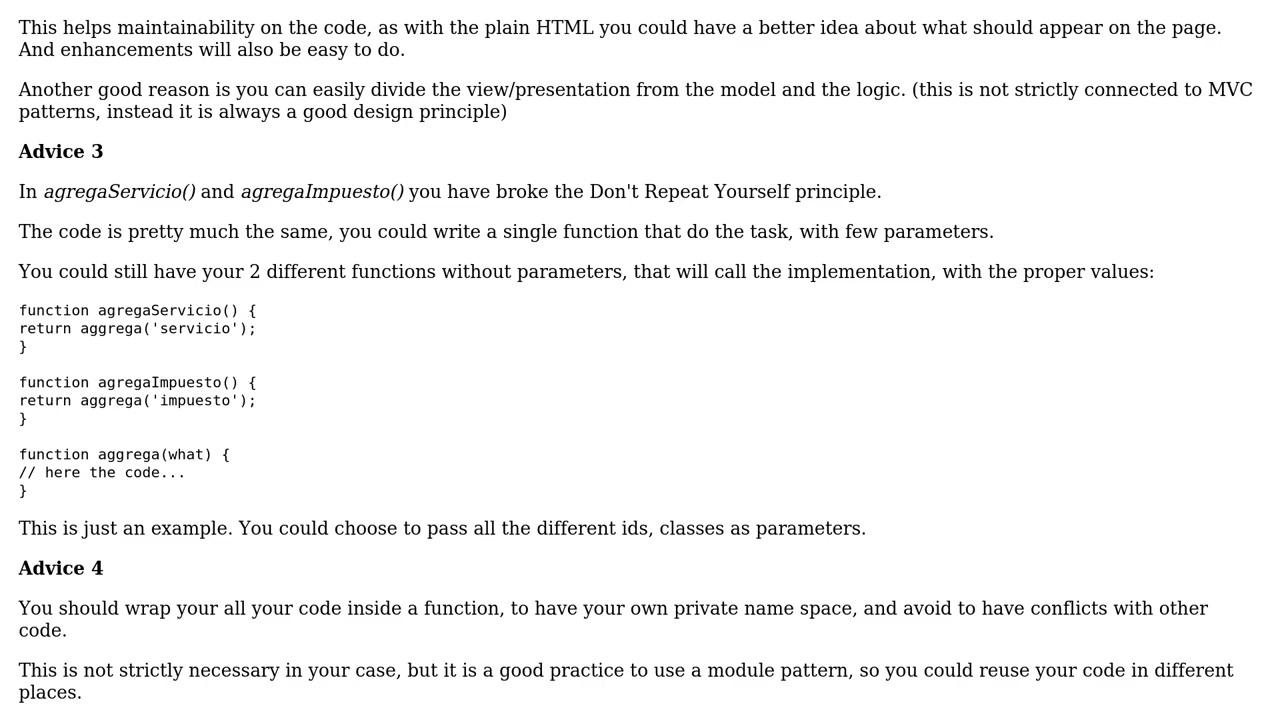 This helps maintainability on the code, as with the plain HTML you could have a better idea about what should appear on the page.
And enhancements will also be easy to do.
Another good reason is you can easily divide the view/presentation from the model and the logic. (this is not strictly connected to MVC
patterns, instead it is always a good design principle)
Advice 3
In agregaServicio() and agregaImpuesto() you have broke the Don't Repeat Yourself principle.
The code is pretty much the same, you could write a single function that do the task, with few parameters.
You could still have your 2 different functions without parameters, that will call the implementation, with the proper values:
function agregaServicio() {
return aggrega('servicio');
}
function agregaImpuesto() {
return aggrega('impuesto');
}
function aggrega(what) {
// here the code...
}
This is just an example. You could choose to pass all the different ids, classes as parameters.
Advice 4
You should wrap your all your code inside a function, to have your own private name space, and avoid to have conflicts with other
code.
This is not strictly necessary in your case, but it is a good practice to use a module pattern, so you could reuse your code in different
places.